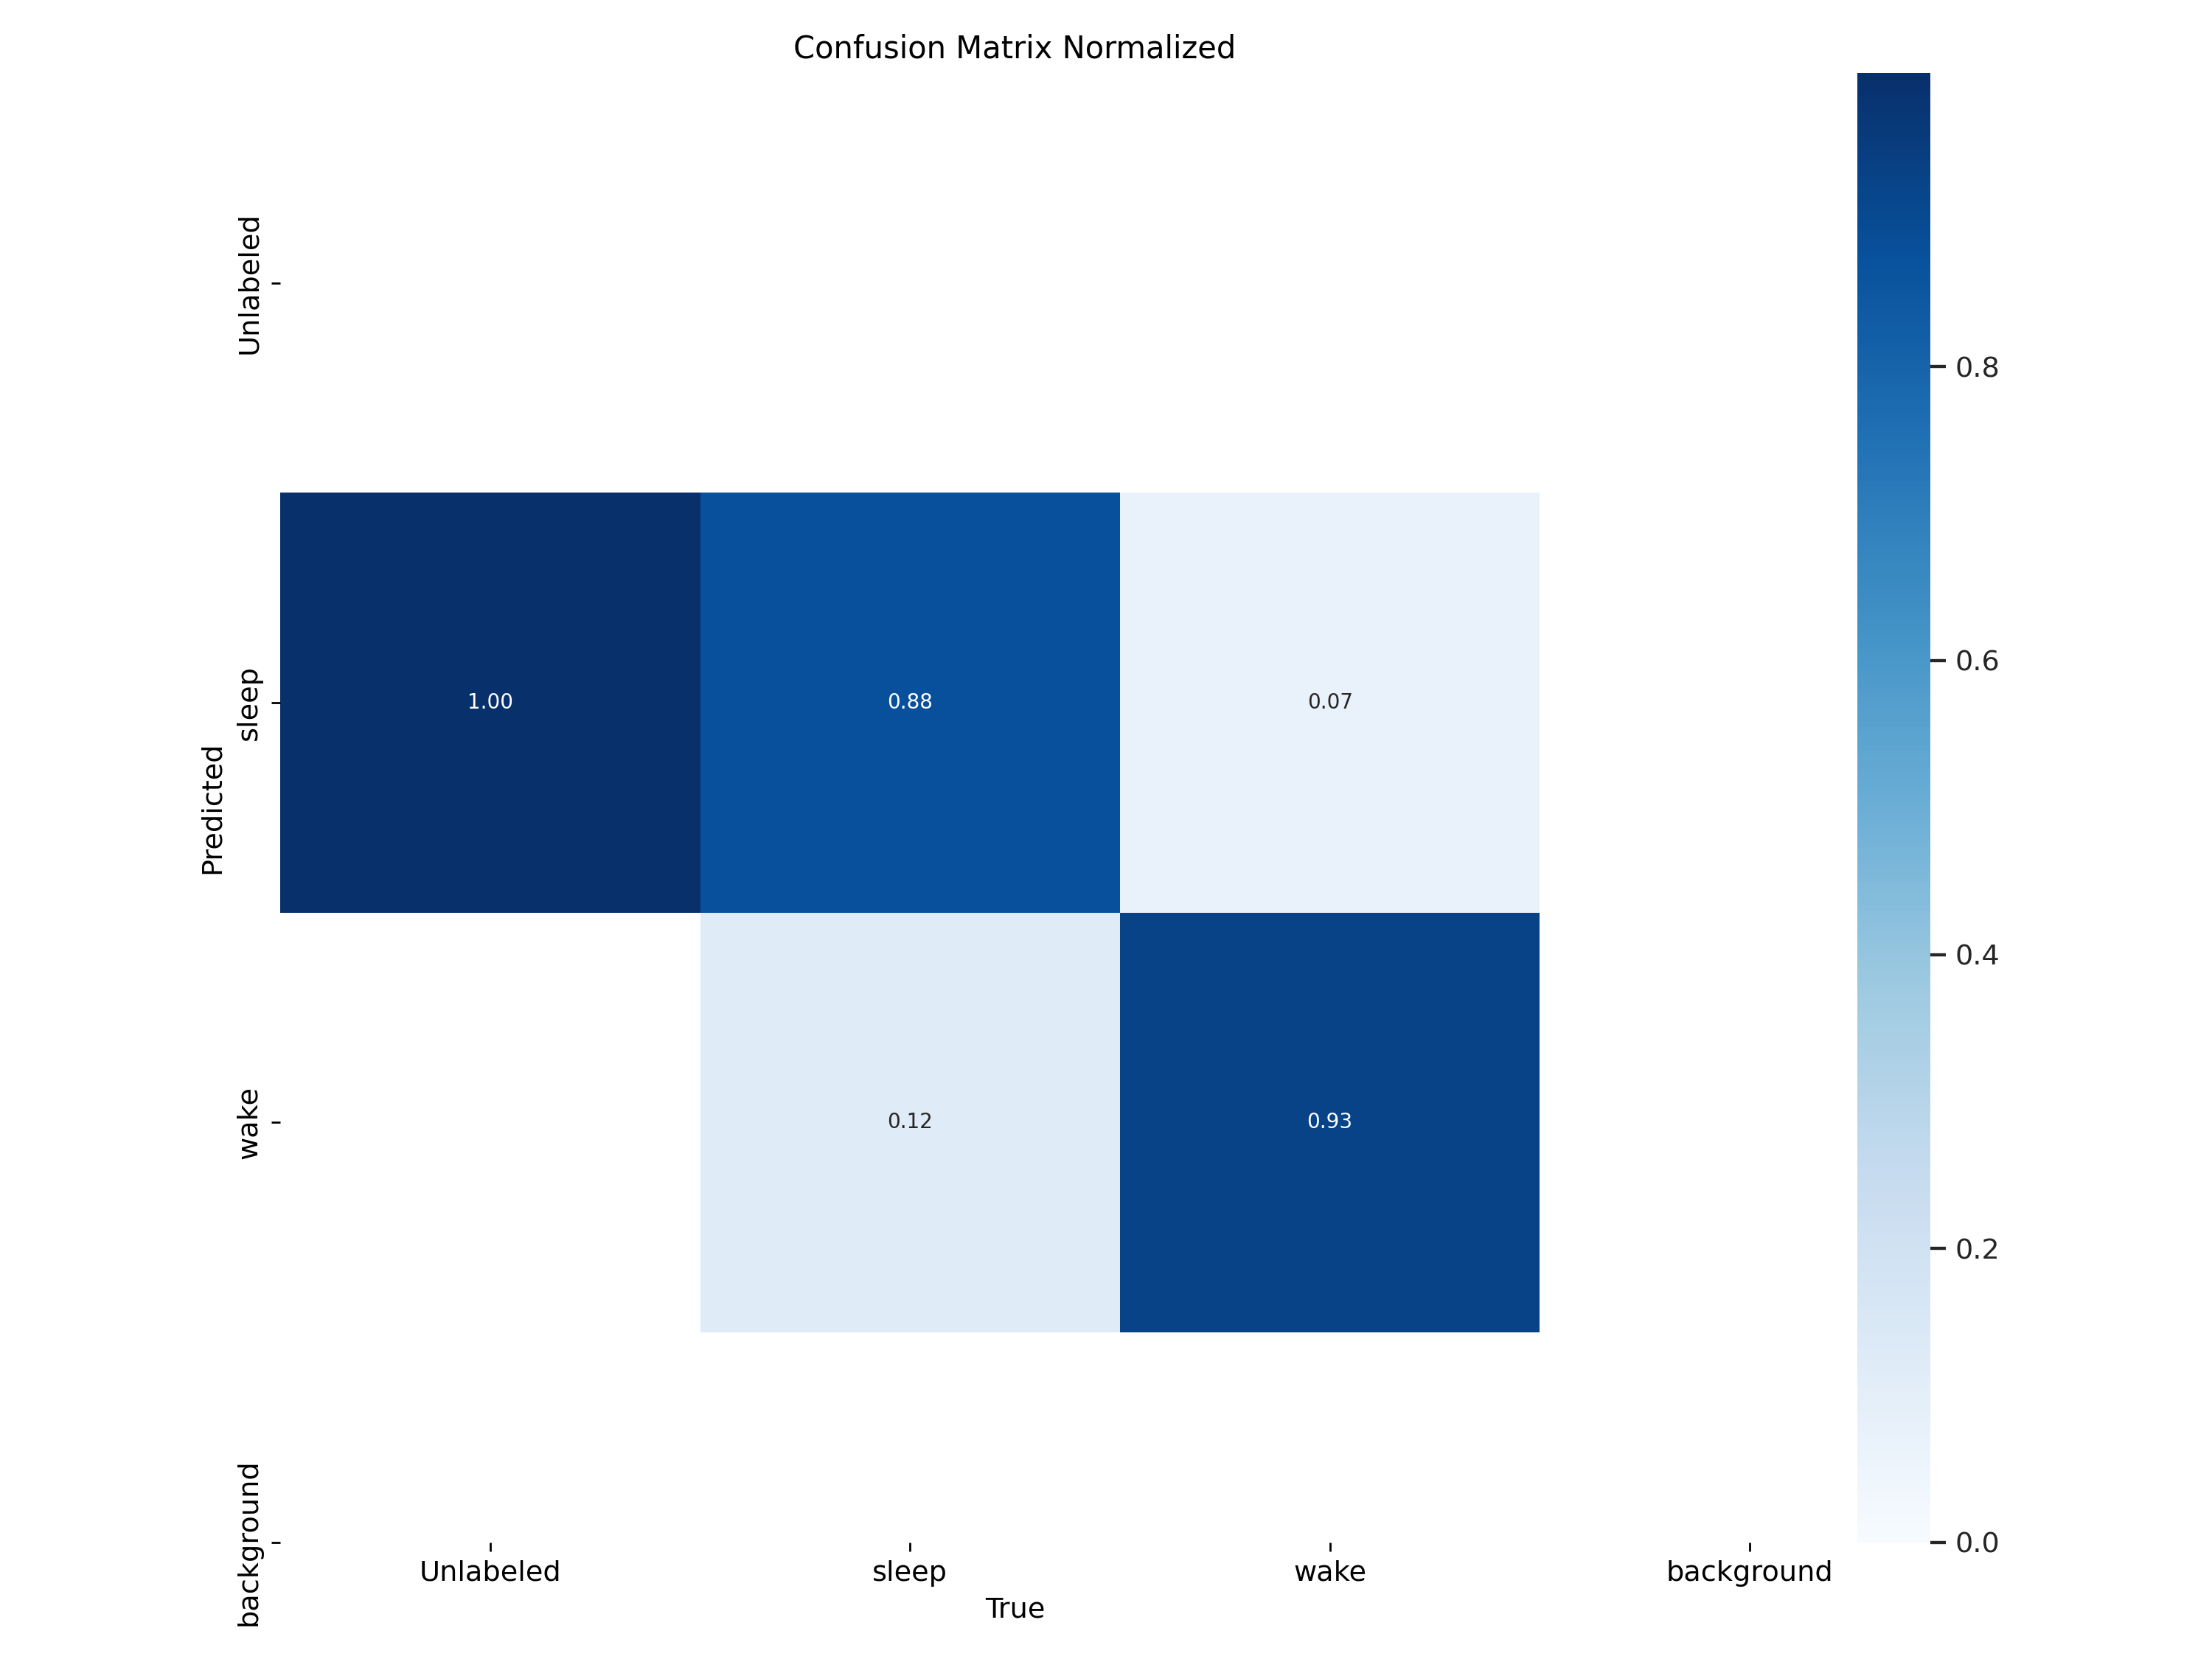 Confusion Matrix Normalized
Unlabeled
sleep
wake
background
Predicted
1.00
0.88
0.07
0.12
0.93
Unlabeled
sleep
wake
background
True
0.8
0.6
0.4
0.2
0.0